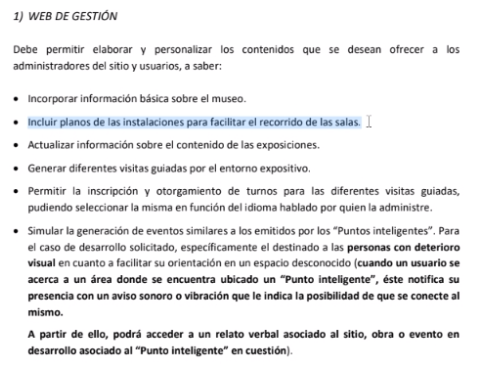 1) WEB DE GESTIÓN
Debe permitir elaborar y personalizar los contenidos que se desean ofrecer a los
administradores del sitio y usuarios, a saber:
• Incorporar información básica sobre el museo.
• Incluir planos de las instalaciones para facilitar el recorrido de las salas.
• Actualizar información sobre el contenido de las exposiciones.
• Generar diferentes visitas guiadas por el entorno expositivo.
• Permitir la inscripción y otorgamiento de turnos para las diferentes visitas guiadas,
pudiendo seleccionar la misma en función del idioma hablado por quien la administre.
• Simular la generación de eventos similares a los emitidos por los "Puntos inteligentes". Para
el caso de desarrollo solicitado, específicamente el destinado a las personas con deterioro
visual en cuanto a facilitar su orientación en un espacio desconocido (cuando un usuario se
acerca a un área donde se encuentra ubicado un "Punto inteligente", éste notifica su
presencia con un aviso sonoro o vibración que le indica la posibilidad de que se conecte al
mismo.
A partir de ello, podrá acceder a un relato verbal asociado al sitio, obra o evento en
desarrollo asociado al "Punto inteligente" en cuestión).